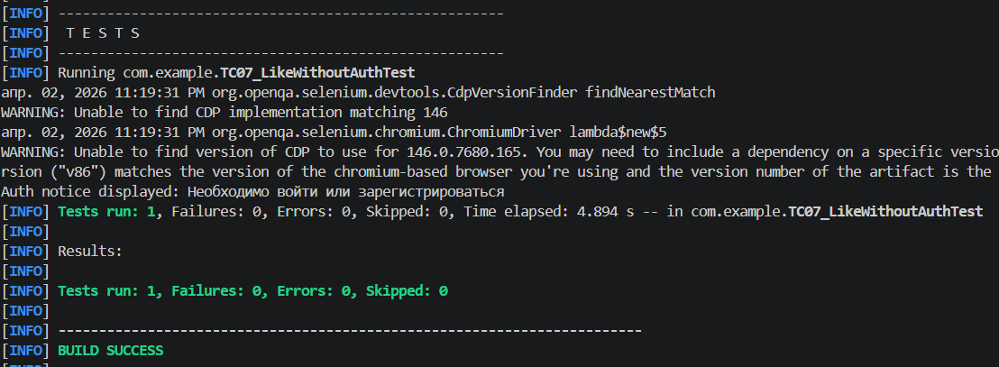 [INFO] -------------------------------------------------------
[INFO]  T E S T S
[INFO] -------------------------------------------------------
[INFO] Running com.example.TC07_LikeWithoutAuthTest
апр. 02, 2026 11:19:31 PM org.openqa.selenium.devtools.CdpVersionFinder findNearestMatch
WARNING: Unable to find CDP implementation matching 146
апр. 02, 2026 11:19:31 PM org.openqa.selenium.chromium.ChromiumDriver lambda$new$5
WARNING: Unable to find version of CDP to use for 146.0.7680.165. You may need to include a dependency on a specific versio
rsion ("v86") matches the version of the chromium-based browser you're using and the version number of the artifact is the
Auth notice displayed: Необходимо войти или зарегистрироваться
[INFO] Tests run: 1, Failures: 0, Errors: 0, Skipped: 0, Time elapsed: 4.894 s -- in com.example.TC07_LikeWithoutAuthTest
[INFO]
[INFO] Results:
[INFO]
[INFO] Tests run: 1, Failures: 0, Errors: 0, Skipped: 0
[INFO]
[INFO] ------------------------------------------------------------------------
[INFO] BUILD SUCCESS